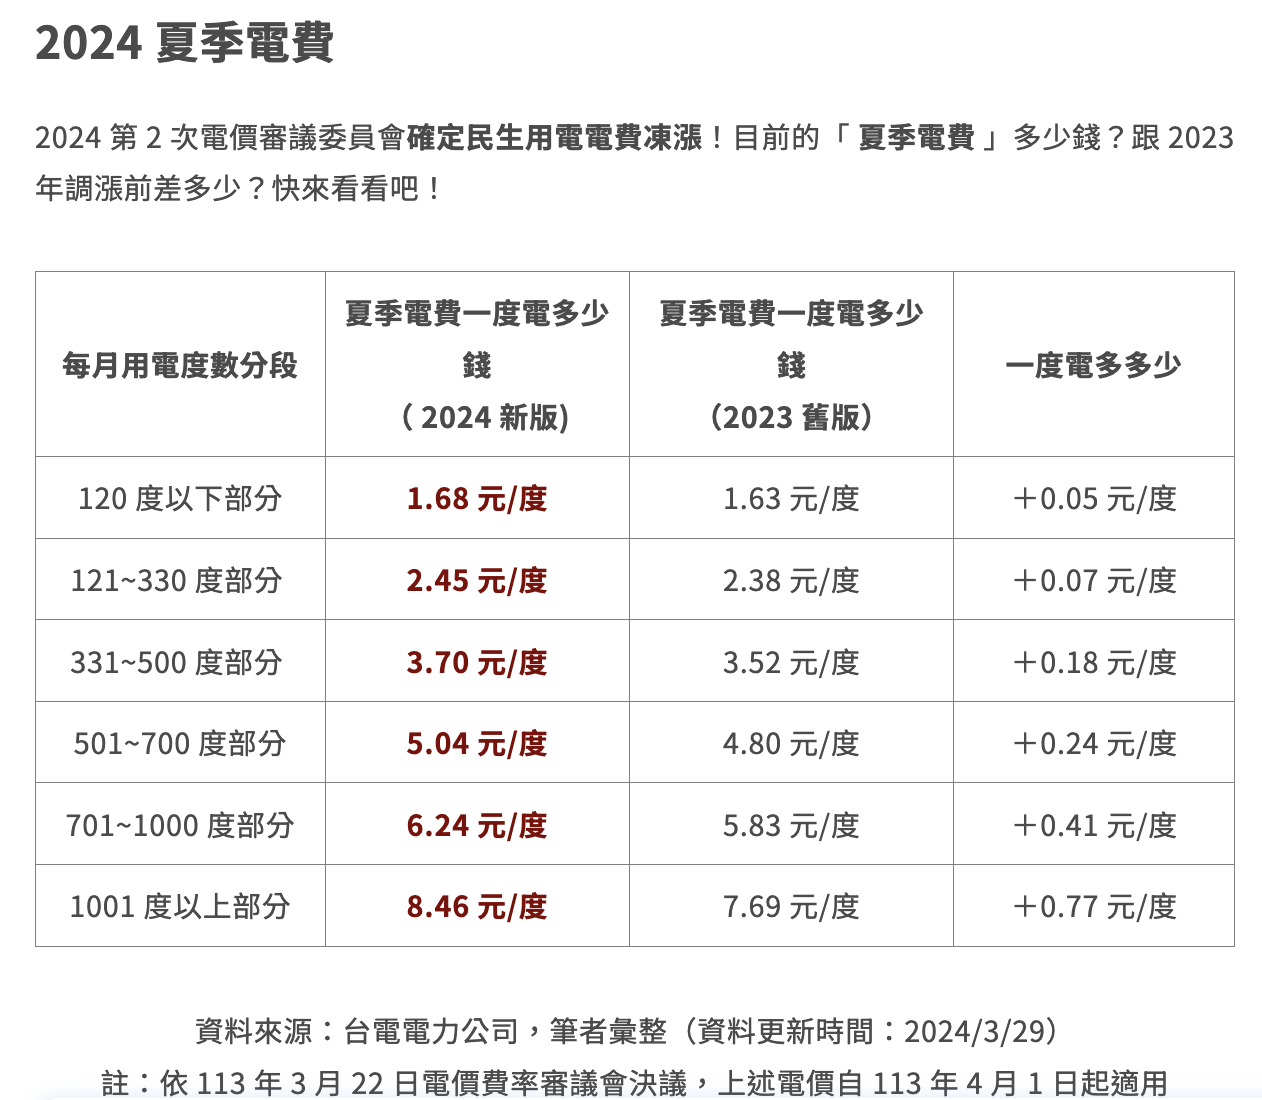 2024 夏季電費
2024 第 2 次電價審議委員會確定民生用電電費凍漲！目前的「 夏季電費 」多少錢？跟 2023
年調漲前差多少？快來看看吧！
每月用電度數分段
夏季電費一度電多少
錢
（ 2024 新版)
夏季電費一度電多少
錢
（2023 舊版）
一度電多多少
120 度以下部分
1.68 元/度
1.63 元/度
＋0.05 元/度
121~330 度部分
2.45 元/度
2.38 元/度
＋0.07 元/度
331~500 度部分
3.70 元/度
3.52 元/度
＋0.18 元/度
501~700 度部分
5.04 元/度
4.80 元/度
＋0.24 元/度
701~1000 度部分
6.24 元/度
5.83 元/度
＋0.41 元/度
1001 度以上部分
8.46 元/度
7.69 元/度
＋0.77 元/度
資料來源：台電電力公司，筆者彙整（資料更新時間：2024/3/29）
註：依 113 年 3 月 22 日電價費率審議會決議，上述電價自 113 年 4 月 1 日起適用